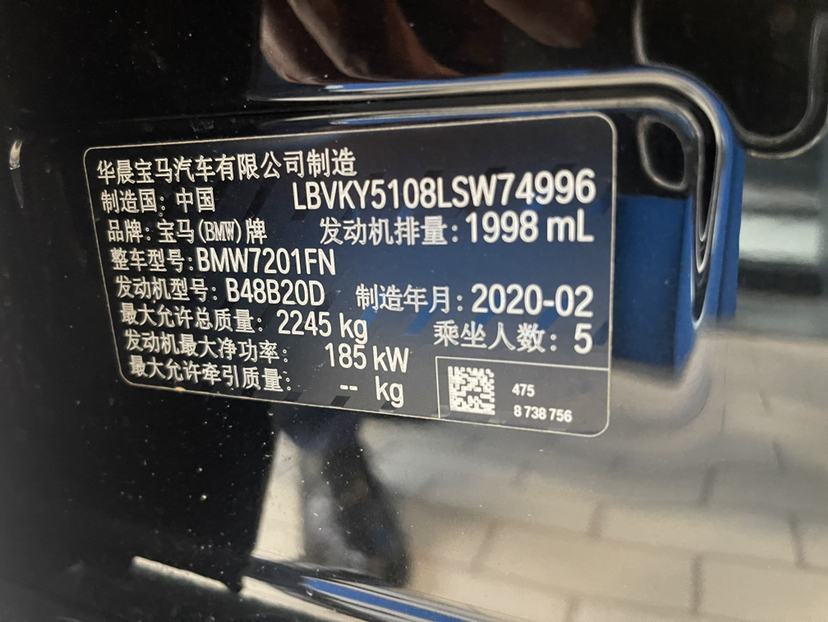 华晨宝马汽车有限公司制造
制造国: 中国 LBVKY5108LSW74996
品牌: 宝马(BMW)牌 发动机排量: 1998 mL
整车型号: BMW7201FN
发动机型号: B48B20D 制造年月: 2020-02
最大允许总质量: 2245 kg 乘坐人数: 5
发动机最大净功率: 185 kW
最大允许牵引质量: -- kg
475
8 738 756